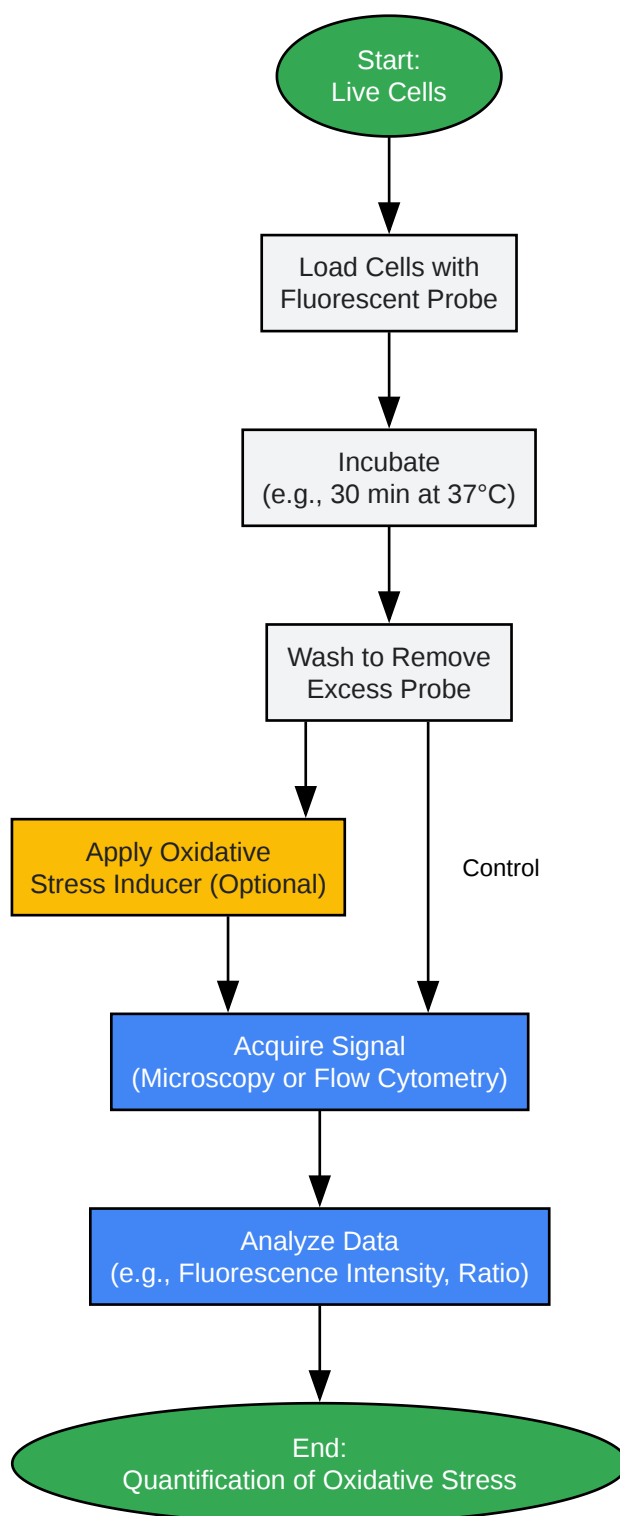 Start:
Live Cells
Load Cells with
Fluorescent Probe
Incubate
(e.g., 30 min at 37°C)
Wash to Remove
Excess Probe
Apply Oxidative
Stress Inducer (Optional)
Control
Acquire Signal
(Microscopy or Flow Cytometry)
Analyze Data
(e.g., Fluorescence Intensity, Ratio)
End:
Quantification of Oxidative Stress